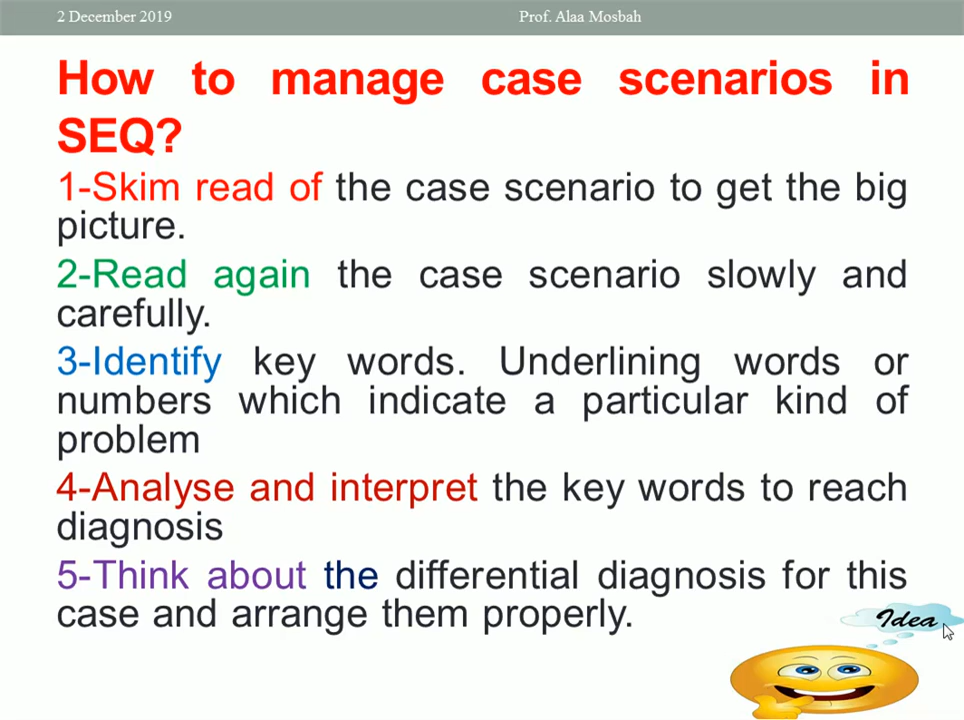 2 December 2019
Prof. Alaa Mosbah
How to manage case scenarios in
SEQ?
1-Skim read of the case scenario to get the big
picture.
2-Read again the case scenario slowly and
carefully.
3-Identify key words. Underlining words or
numbers which indicate a particular kind of
problem
4-Analyse and interpret the key words to reach
diagnosis
5-Think about the differential diagnosis for this
case and arrange them properly.
Idea